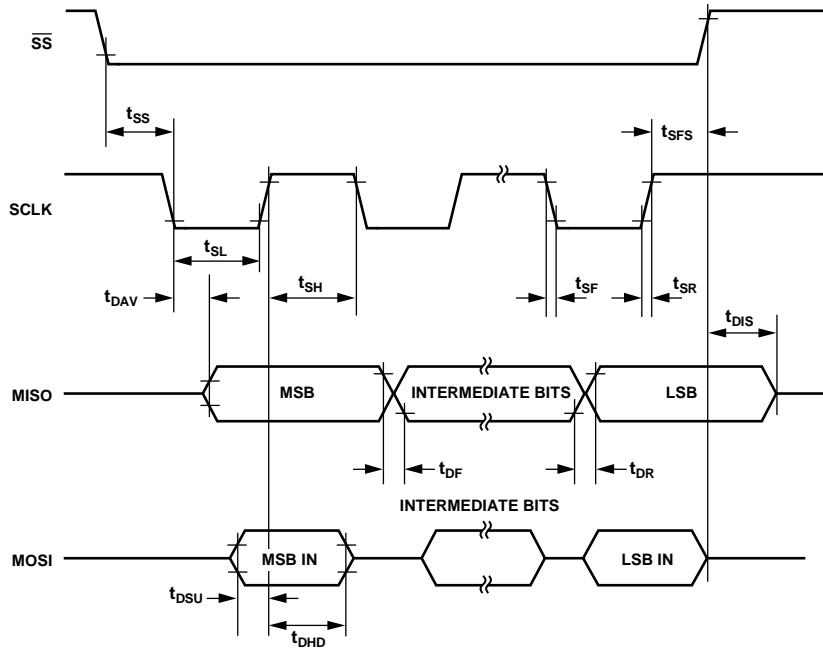 SS
tSS
tSFS
SCLK
tSL
tSH
tDAV
tSF
tSR
tDIS
MISO
MSB
INTERMEDIATE BITS
LSB
tDF
tDR
INTERMEDIATE BITS
MOSI
MSB IN
LSB IN
tDSU
tDHD